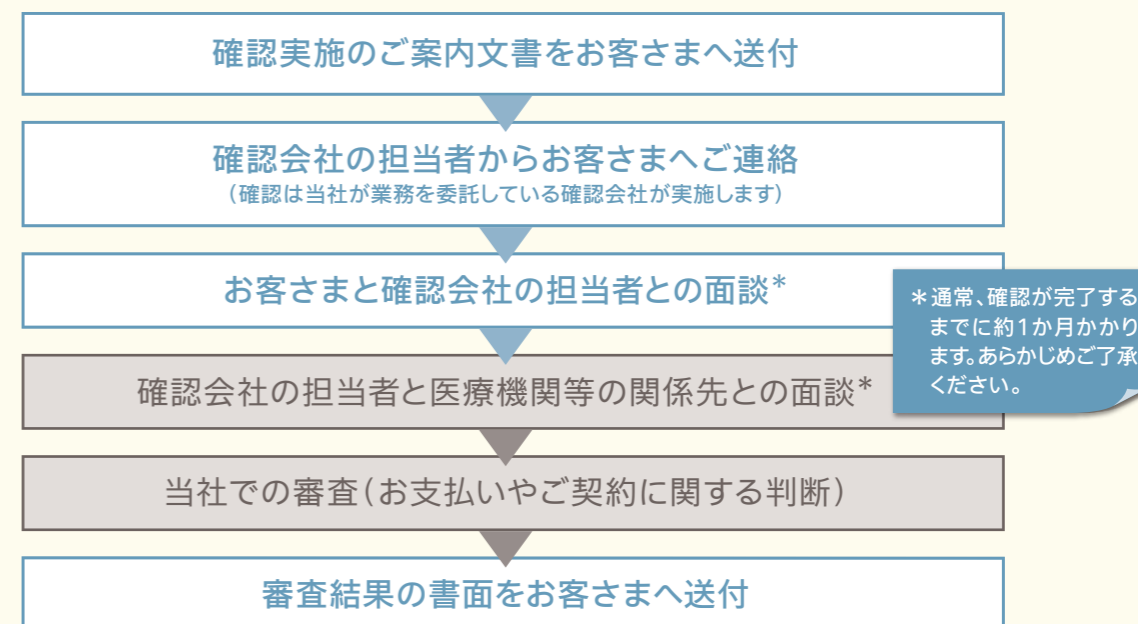 確認実施のご案内文書をお客さまへ送付
確認会社の担当者からお客さまへご連絡
（確認は当社が業務を委託している確認会社が実施します）
お客さまと確認会社の担当者との面談*
＊通常、確認が完了する
までに約1か月かかり
ます。あらかじめご了承
ください。
確認会社の担当者と医療機関等の関係先との面談*
当社での審査（お支払いやご契約に関する判断）
審査結果の書面をお客さまへ送付